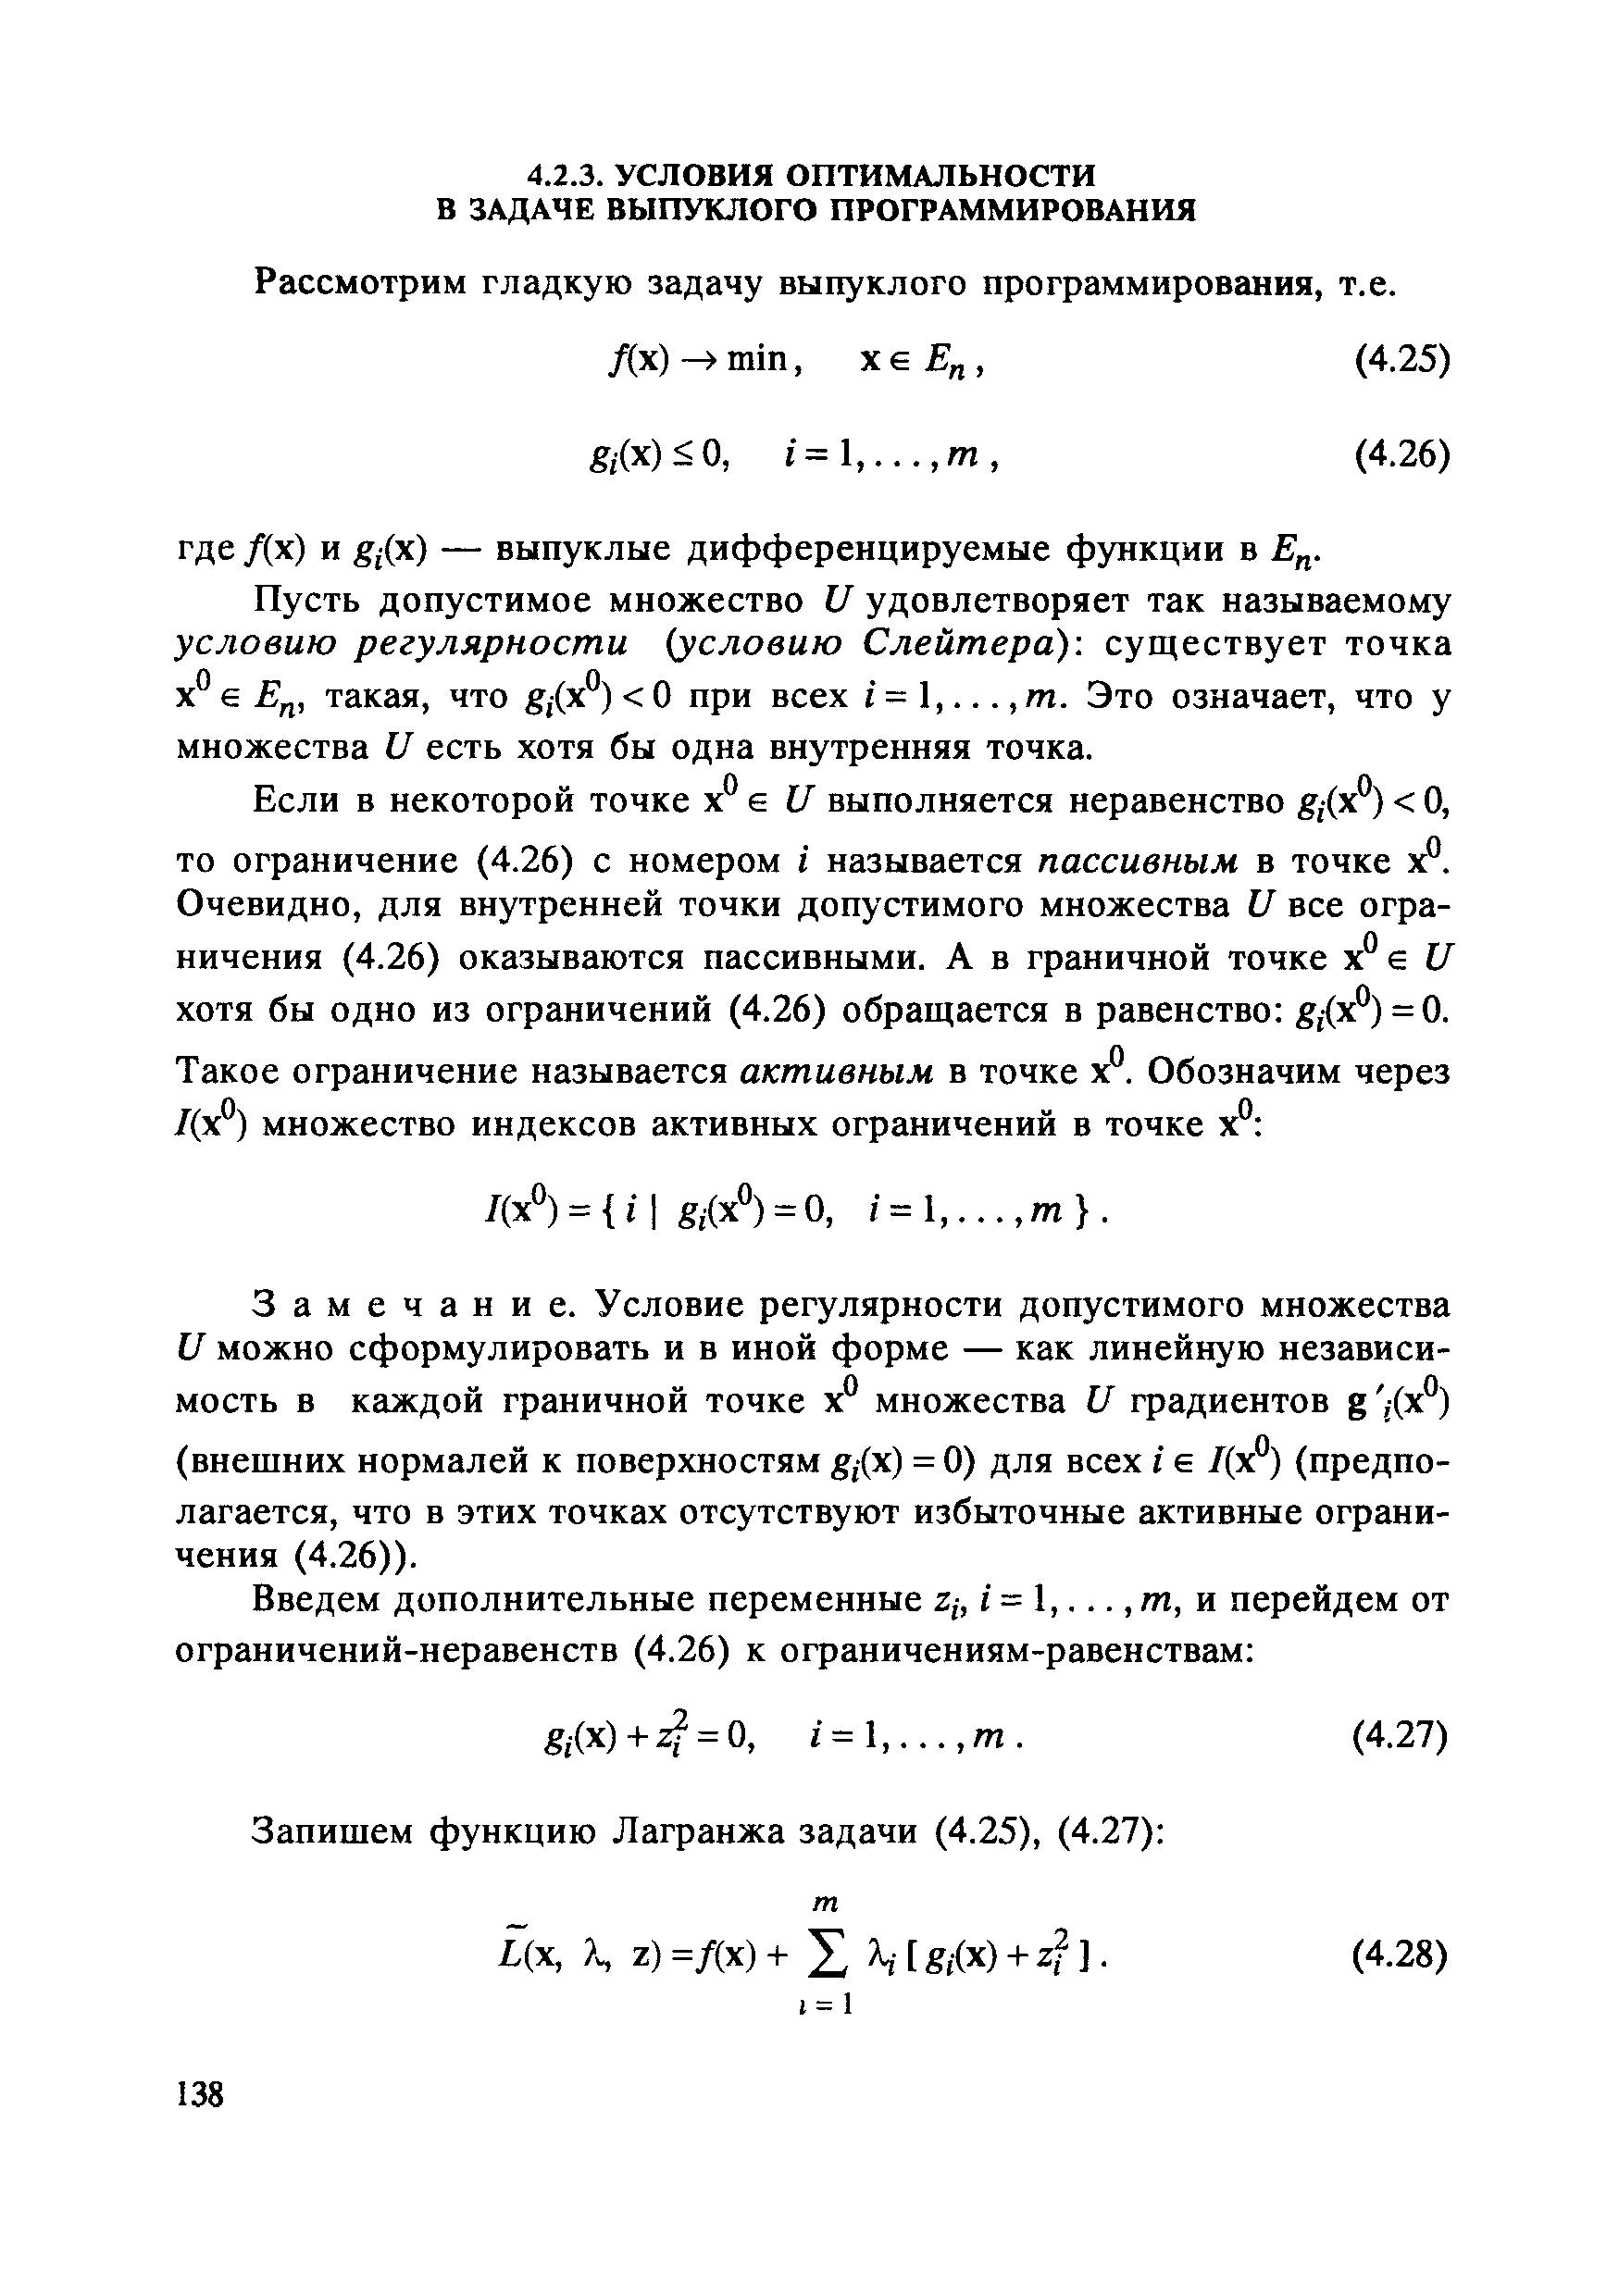 4.2.3. УСЛОВИЯ ОПТИМАЛЬНОСТИ
В ЗАДАЧЕ ВЫПУКЛОГО ПРОГРАММИРОВАНИЯ
Рассмотрим гладкую задачу выпуклого программирования, т.е.
f(x) → min, x ∈ Eₙ, (4.25)
gᵢ(x) ≤ 0, i = 1,...,m, (4.26)
где f(x) и gᵢ(x) — выпуклые дифференцируемые функции в Eₙ.
Пусть допустимое множество U удовлетворяет так называемому
условию регулярности (условию Слейтера): существует точка
x⁰ ∈ Eₙ, такая, что gᵢ(x⁰) < 0 при всех i = 1,...,m. Это означает, что у
множества U есть хотя бы одна внутренняя точка.
Если в некоторой точке x⁰ ∈ U выполняется неравенство gᵢ(x⁰) < 0,
то ограничение (4.26) с номером i называется пассивным в точке x⁰.
Очевидно, для внутренней точки допустимого множества U все огра-
ничения (4.26) оказываются пассивными. А в граничной точке x⁰ ∈ U
хотя бы одно из ограничений (4.26) обращается в равенство: gᵢ(x⁰) = 0.
Такое ограничение называется активным в точке x⁰. Обозначим через
I(x⁰) множество индексов активных ограничений в точке x⁰:
I(x⁰) = { i | gᵢ(x⁰) = 0, i = 1,...,m } .
З а м е ч а н и е. Условие регулярности допустимого множества
U можно сформулировать и в иной форме — как линейную независи-
мость в каждой граничной точке x⁰ множества U градиентов g′ᵢ(x⁰)
(внешних нормалей к поверхностям gᵢ(x) = 0) для всех i ∈ I(x⁰) (предпо-
лагается, что в этих точках отсутствуют избыточные активные ограни-
чения (4.26)).
Введем дополнительные переменные zᵢ, i = 1,...,m, и перейдем от
ограничений-неравенств (4.26) к ограничениям-равенствам:
gᵢ(x) + zᵢ² = 0, i = 1,...,m . (4.27)
Запишем функцию Лагранжа задачи (4.25), (4.27):
m
L̃(x, λ, z) = f(x) + ∑ λᵢ [ gᵢ(x) + zᵢ² ] . (4.28)
i = 1
138